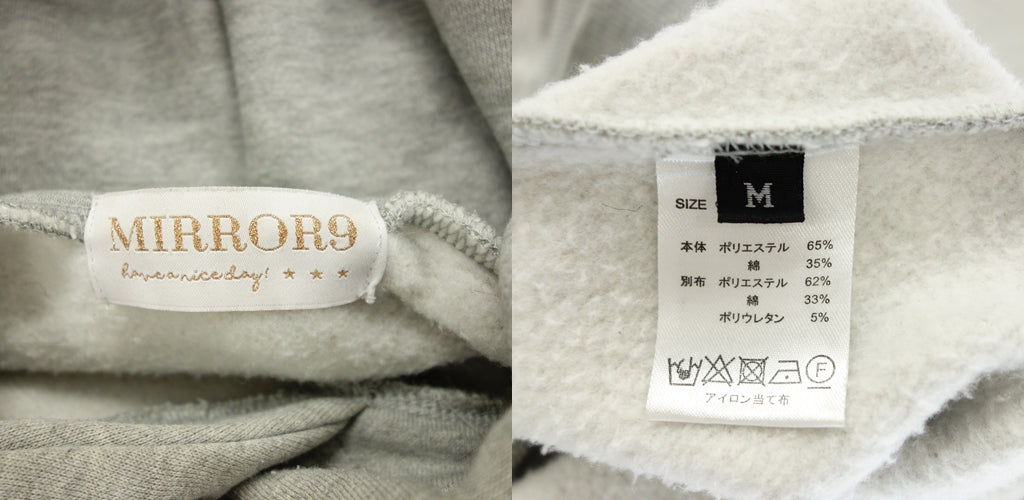 MIRROR9
have a nice day! ★ ★ ★
SIZE
M
本体 ポリエステル 65%
綿 35%
別布 ポリエステル 62%
綿 33%
ポリウレタン 5%
F
アイロン当て布